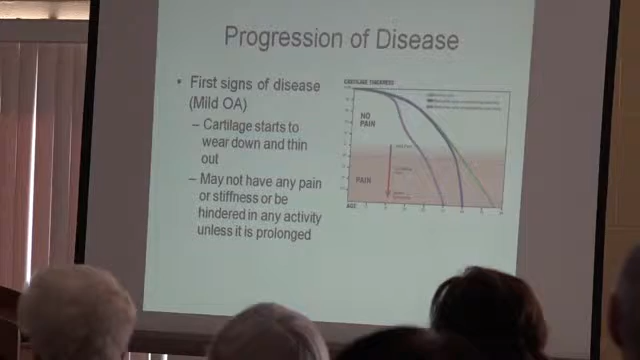 Progression of Disease
• First signs of disease
(Mild OA)
– Cartilage starts to
wear down and thin
out
– May not have any pain
or stiffness or be
hindered in any activity
unless it is prolonged
CARTILAGE THICKNESS
NO
PAIN
PAIN
AGE